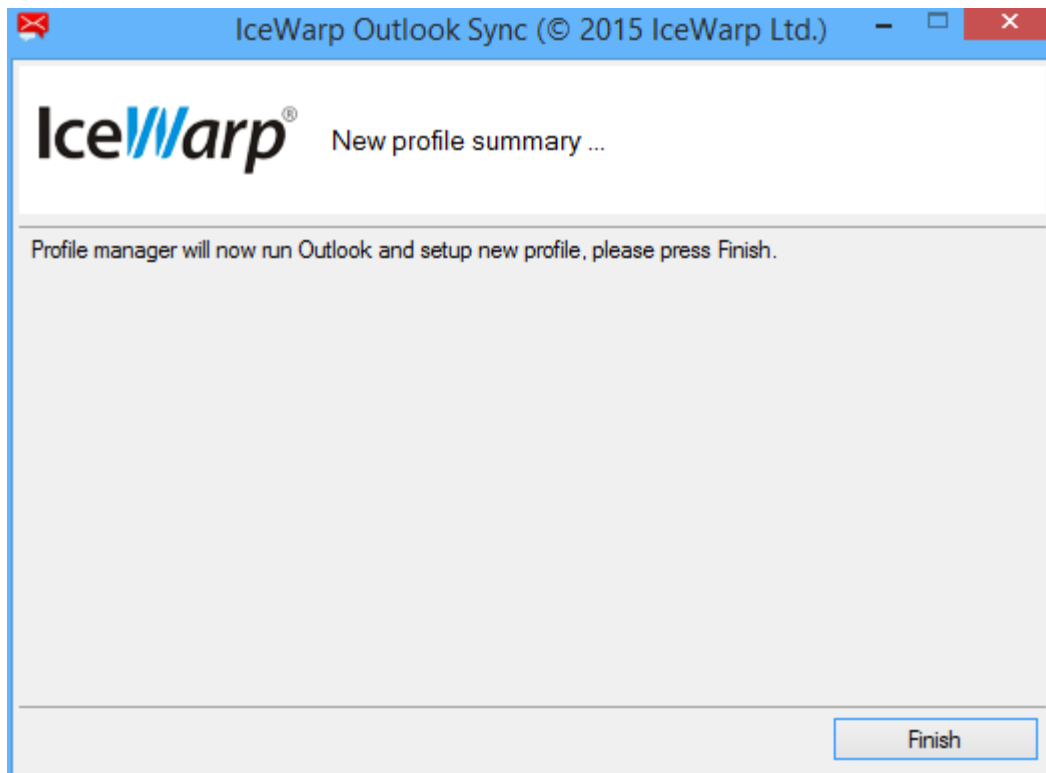 IceWarp Outlook Sync (© 2015 IceWarp Ltd.)
IceWarp®
New profile summary ...
Profile manager will now run Outlook and setup new profile, please press Finish.
Finish